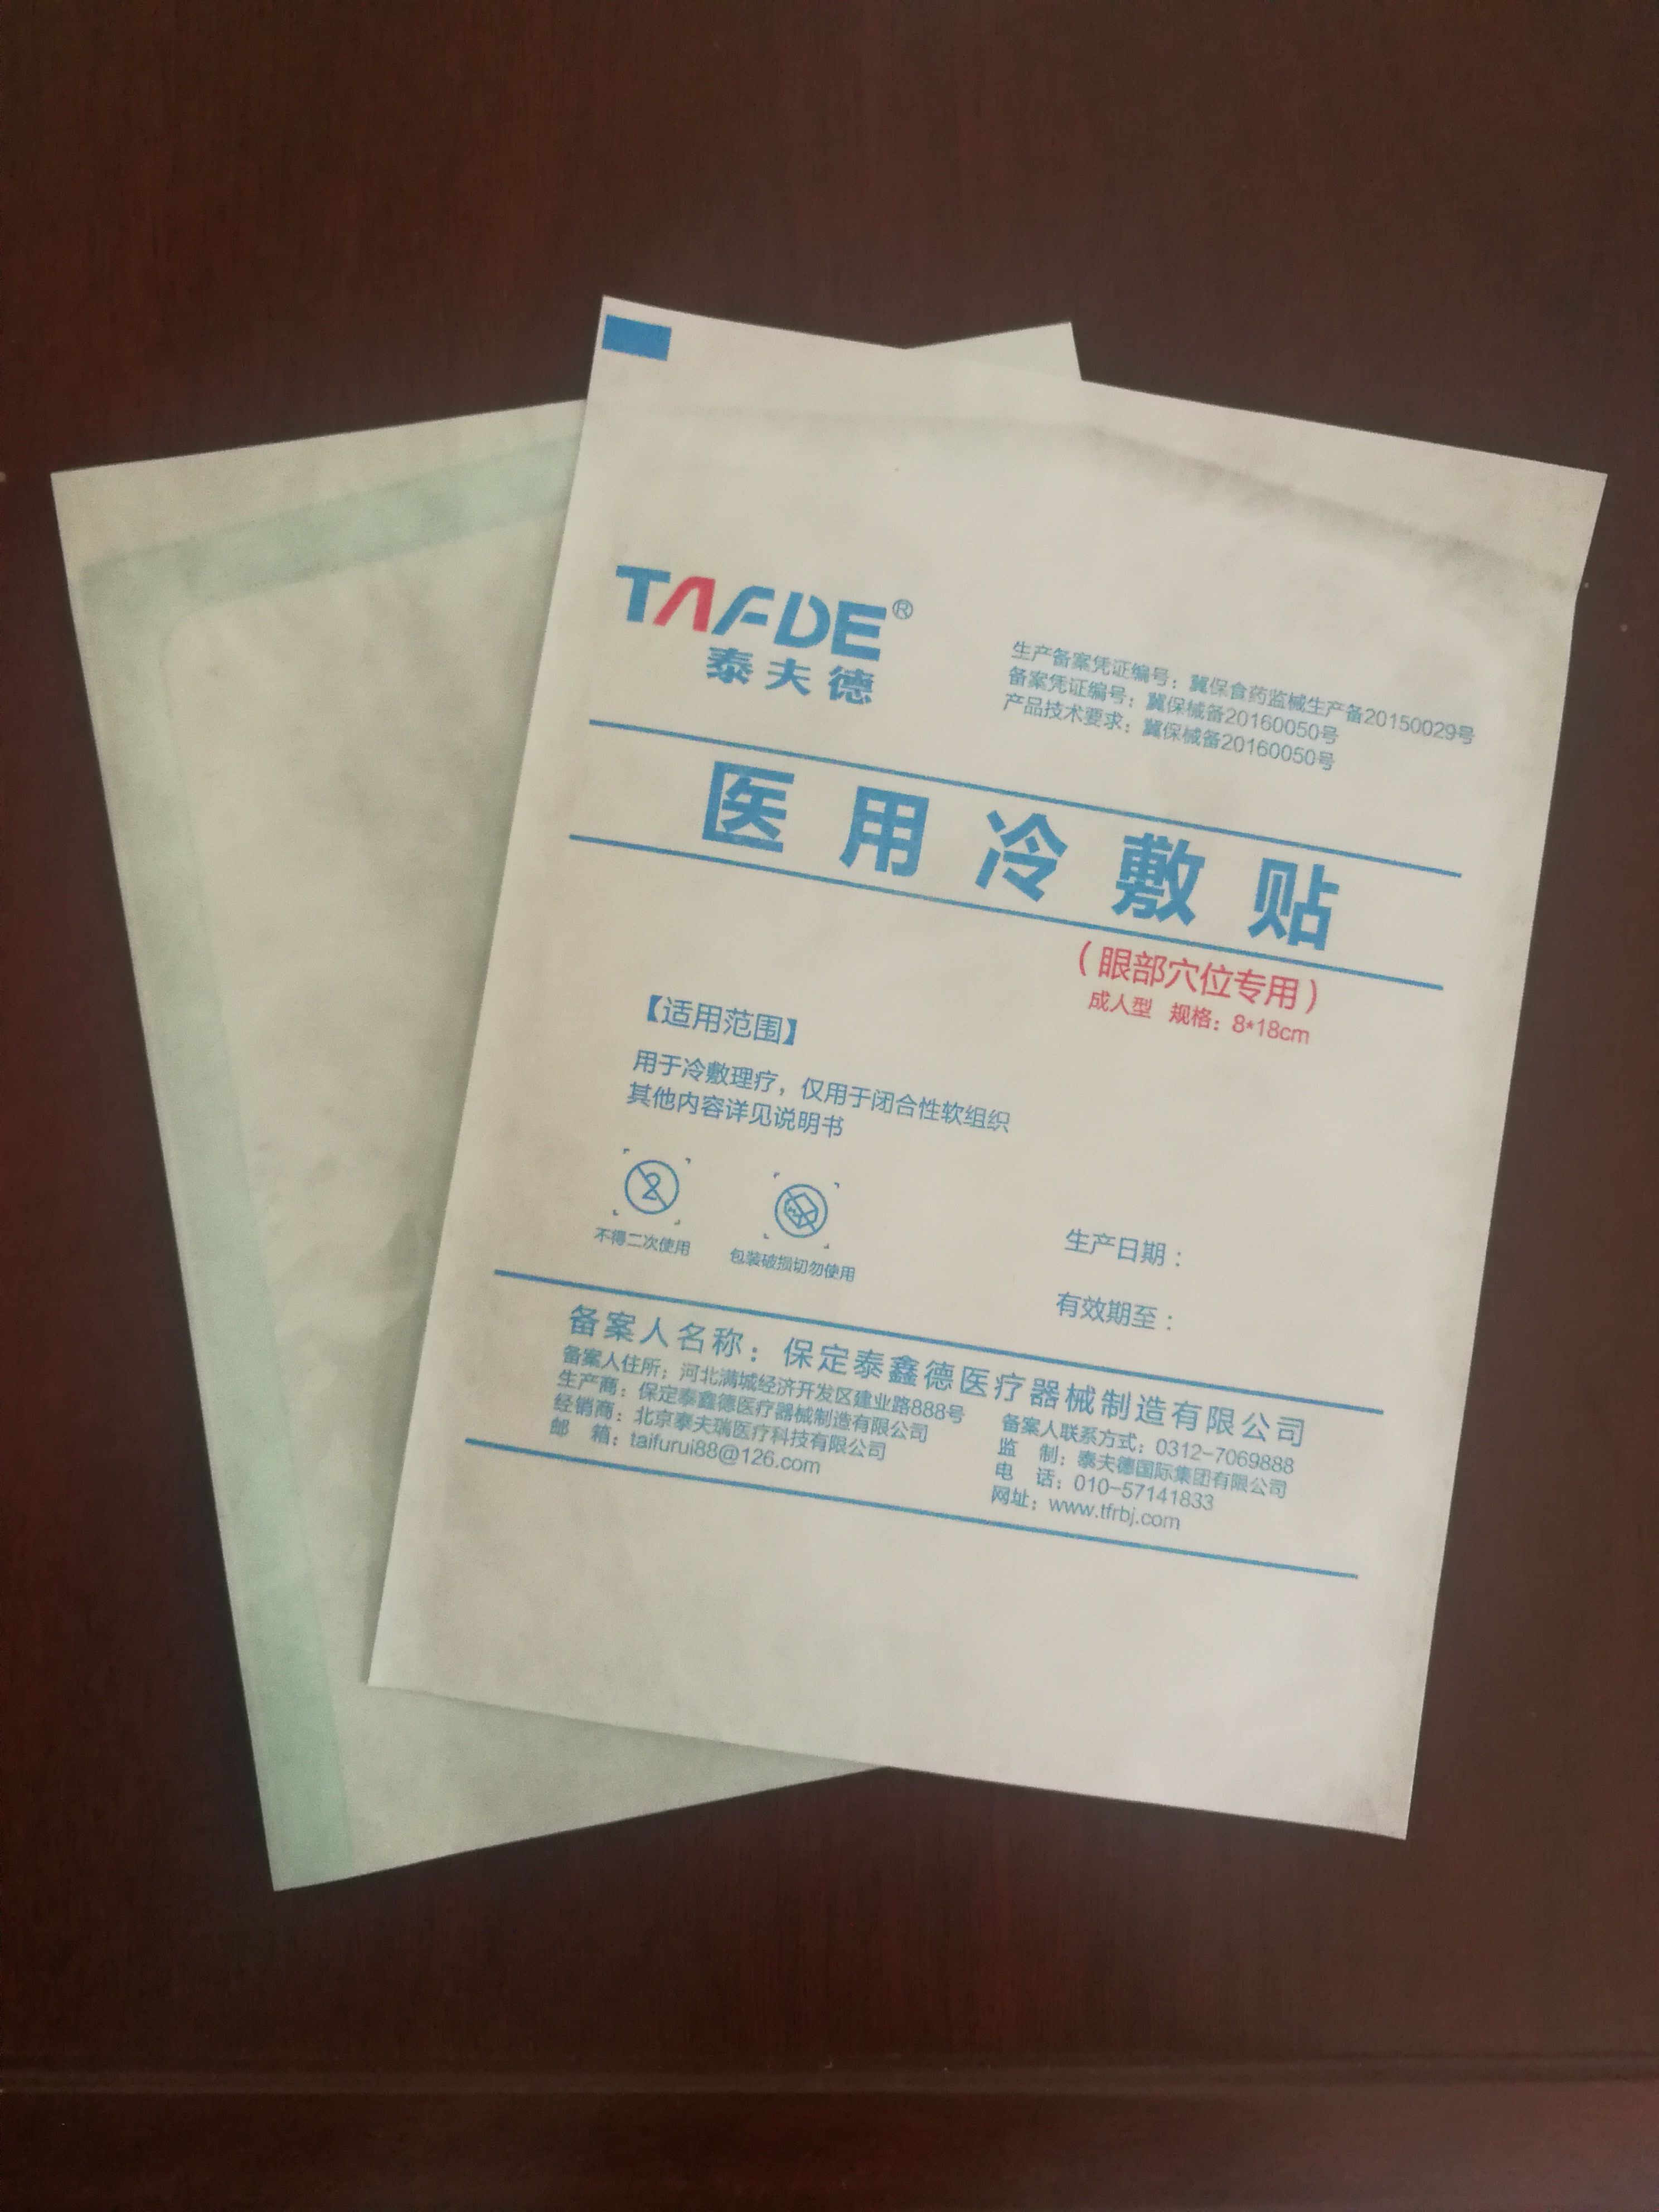 TAFDE®
泰夫德
生产备案凭证编号：冀保食药监械生产备20150029号
备案凭证编号：冀保械备20160050号
产品技术要求：冀保械备20160050号
医用冷敷贴
（眼部穴位专用）
成人型 规格：8*18cm
【适用范围】
用于冷敷理疗，仅用于闭合性软组织
其他内容详见说明书
2
不得二次使用
包装破损切勿使用
生产日期：
有效期至：
备案人名称：保定泰鑫德医疗器械制造有限公司
备案人住所：河北满城经济开发区建业路888号
生产商：保定泰鑫德医疗器械制造有限公司
经销商：北京泰夫瑞医疗科技有限公司
邮 箱：taifurui88@126.com
备案人联系方式：0312-7069888
监 制：泰夫德国际集团有限公司
电 话：010-57141833
网址：www.tfrbj.com